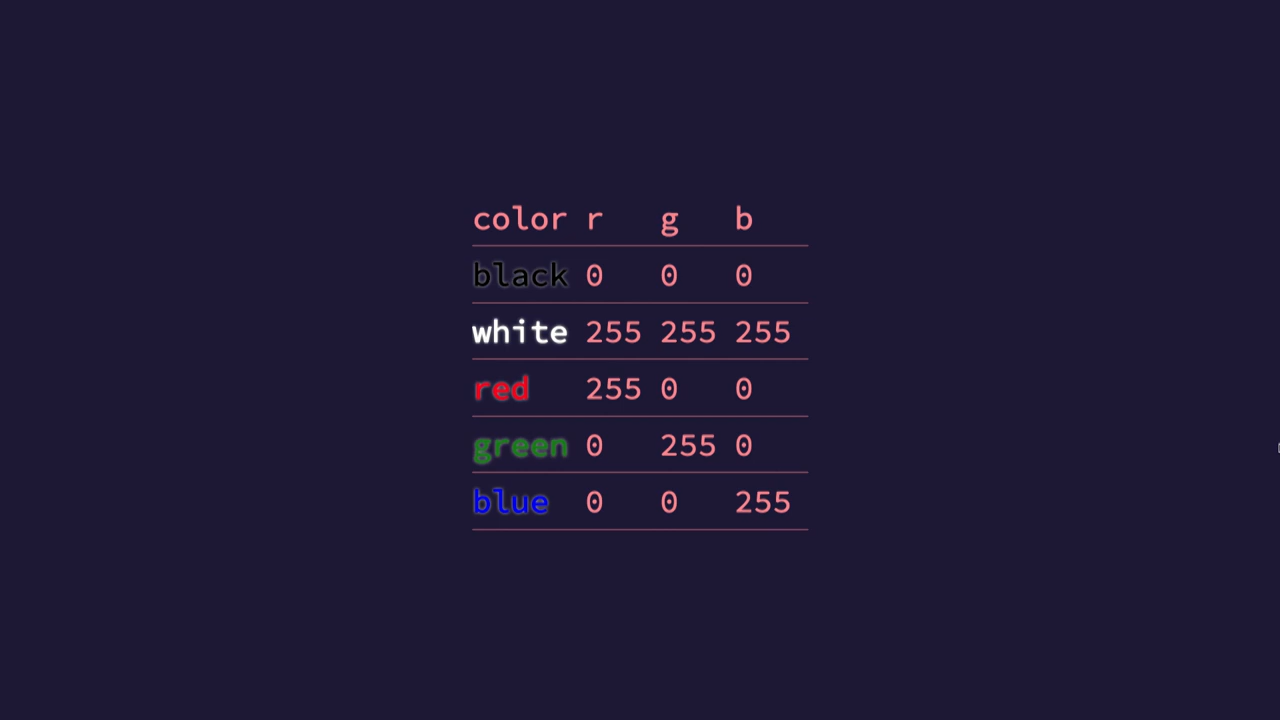 color r g b
black 0 0 0
white 255 255 255
red 255 0 0
green 0 255 0
blue 0 0 255